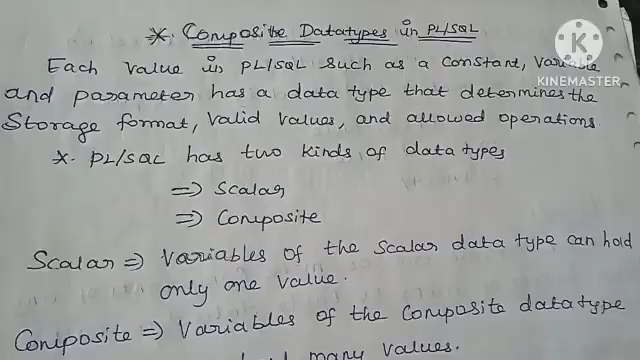 * Composite Datatypes in PL/SQL
Each value in PL/SQL such as a constant, variable
and parameter has a data type that determines the
Storage format, valid values, and allowed operations.
* PL/SQL has two kinds of data types
=> Scalar
=> Composite
Scalar => Variables of the Scalar data type can hold
only one value.
Composite => Variables of the Composite datatype
many values.
K
KINEMASTER